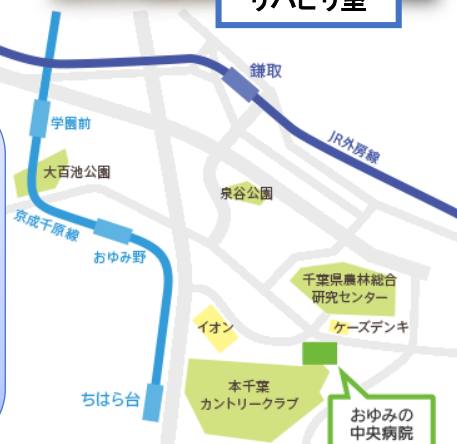 リハビリ室
鎌取
学園前
JR外房線
大百池公園
泉谷公園
京成千原線
おゆみ野
千葉県農林総合
研究センター
イオン
ケーズデンキ
ちはら台
本千葉
カントリークラブ
おゆみの
中央病院